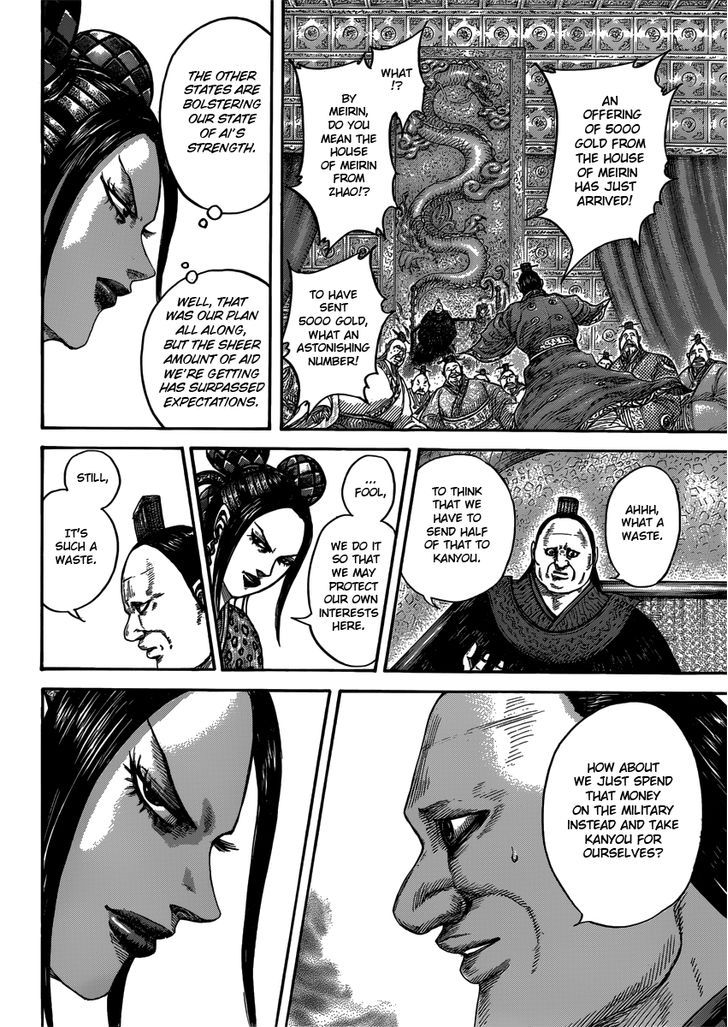 AN
OFFERING
OF 5000
GOLD FROM
THE HOUSE
OF MEIRIN
HAS JUST
ARRIVED!
WHAT
!?
BY
MEIRIN,
DO YOU
MEAN THE
HOUSE
OF MEIRIN
FROM
ZHAO!?
TO HAVE
SENT
5000 GOLD,
WHAT AN
ASTONISHING
NUMBER!
THE OTHER
STATES ARE
BOLSTERING
OUR STATE
OF AI'S
STRENGTH.
WELL, THAT
WAS OUR PLAN
ALL ALONG,
BUT THE SHEER
AMOUNT OF AID
WE'RE GETTING
HAS SURPASSED
EXPECTATIONS.
AHHH,
WHAT A
WASTE.
TO THINK
THAT WE
HAVE TO
SEND HALF
OF THAT TO
KANYOU.
...
FOOL,
WE DO IT
SO THAT
WE MAY
PROTECT
OUR OWN
INTERESTS
HERE.
STILL,
IT'S
SUCH A
WASTE.
HOW ABOUT
WE JUST SPEND
THAT MONEY
ON THE MILITARY
INSTEAD AND TAKE
KANYOU FOR
OURSELVES?